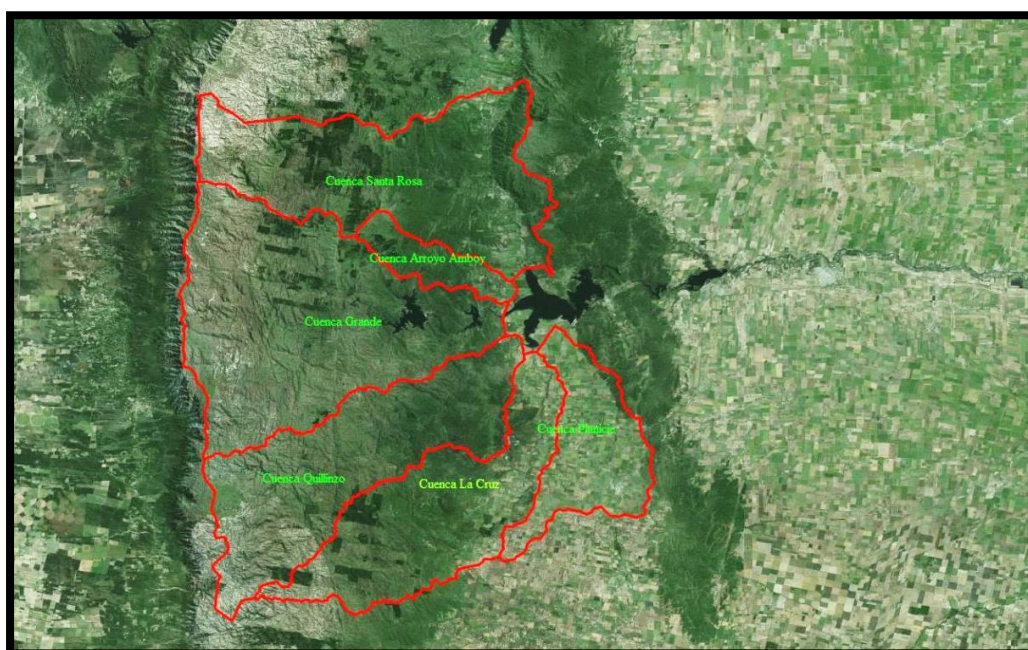 Cuenca Santa Rosa
Cuenca Arroyo Amboy
Cuenca Grande
Cuenca Planicie
Cuenca Quillinzo
Cuenca La Cruz